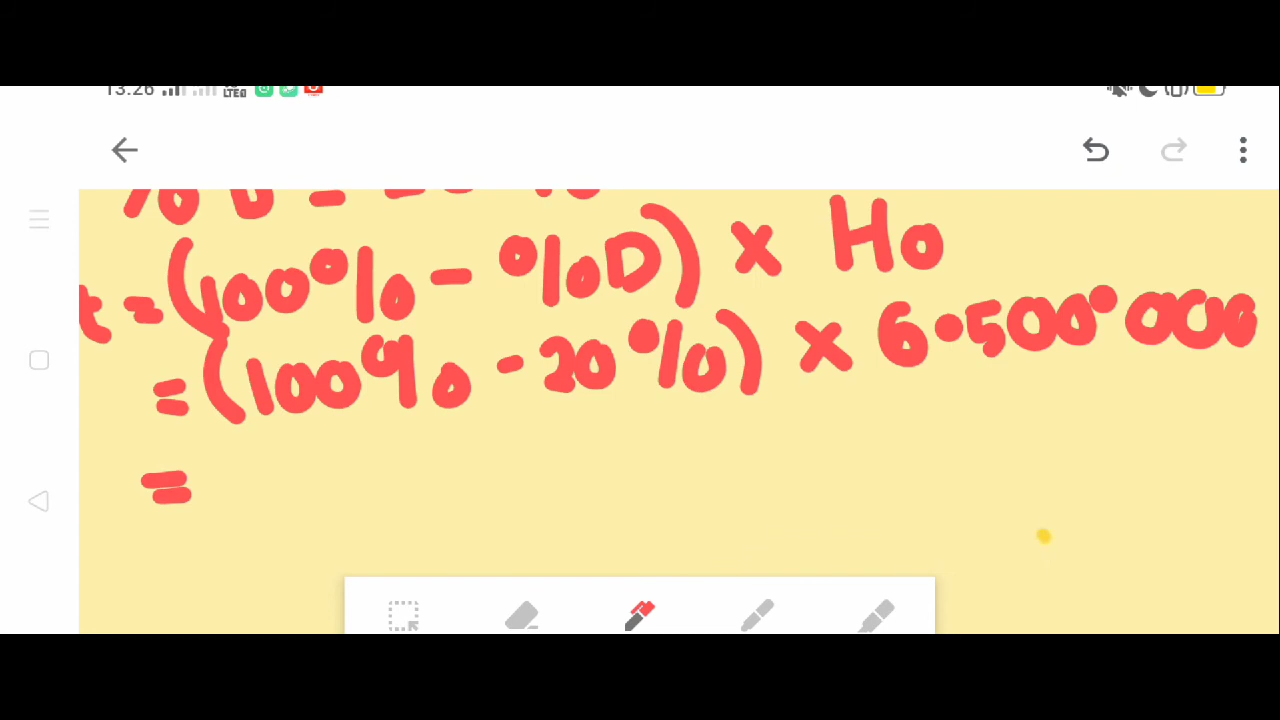 13.26
t = (100% - %D) x Ho
= (100% - 20%) x 6.500.000
=